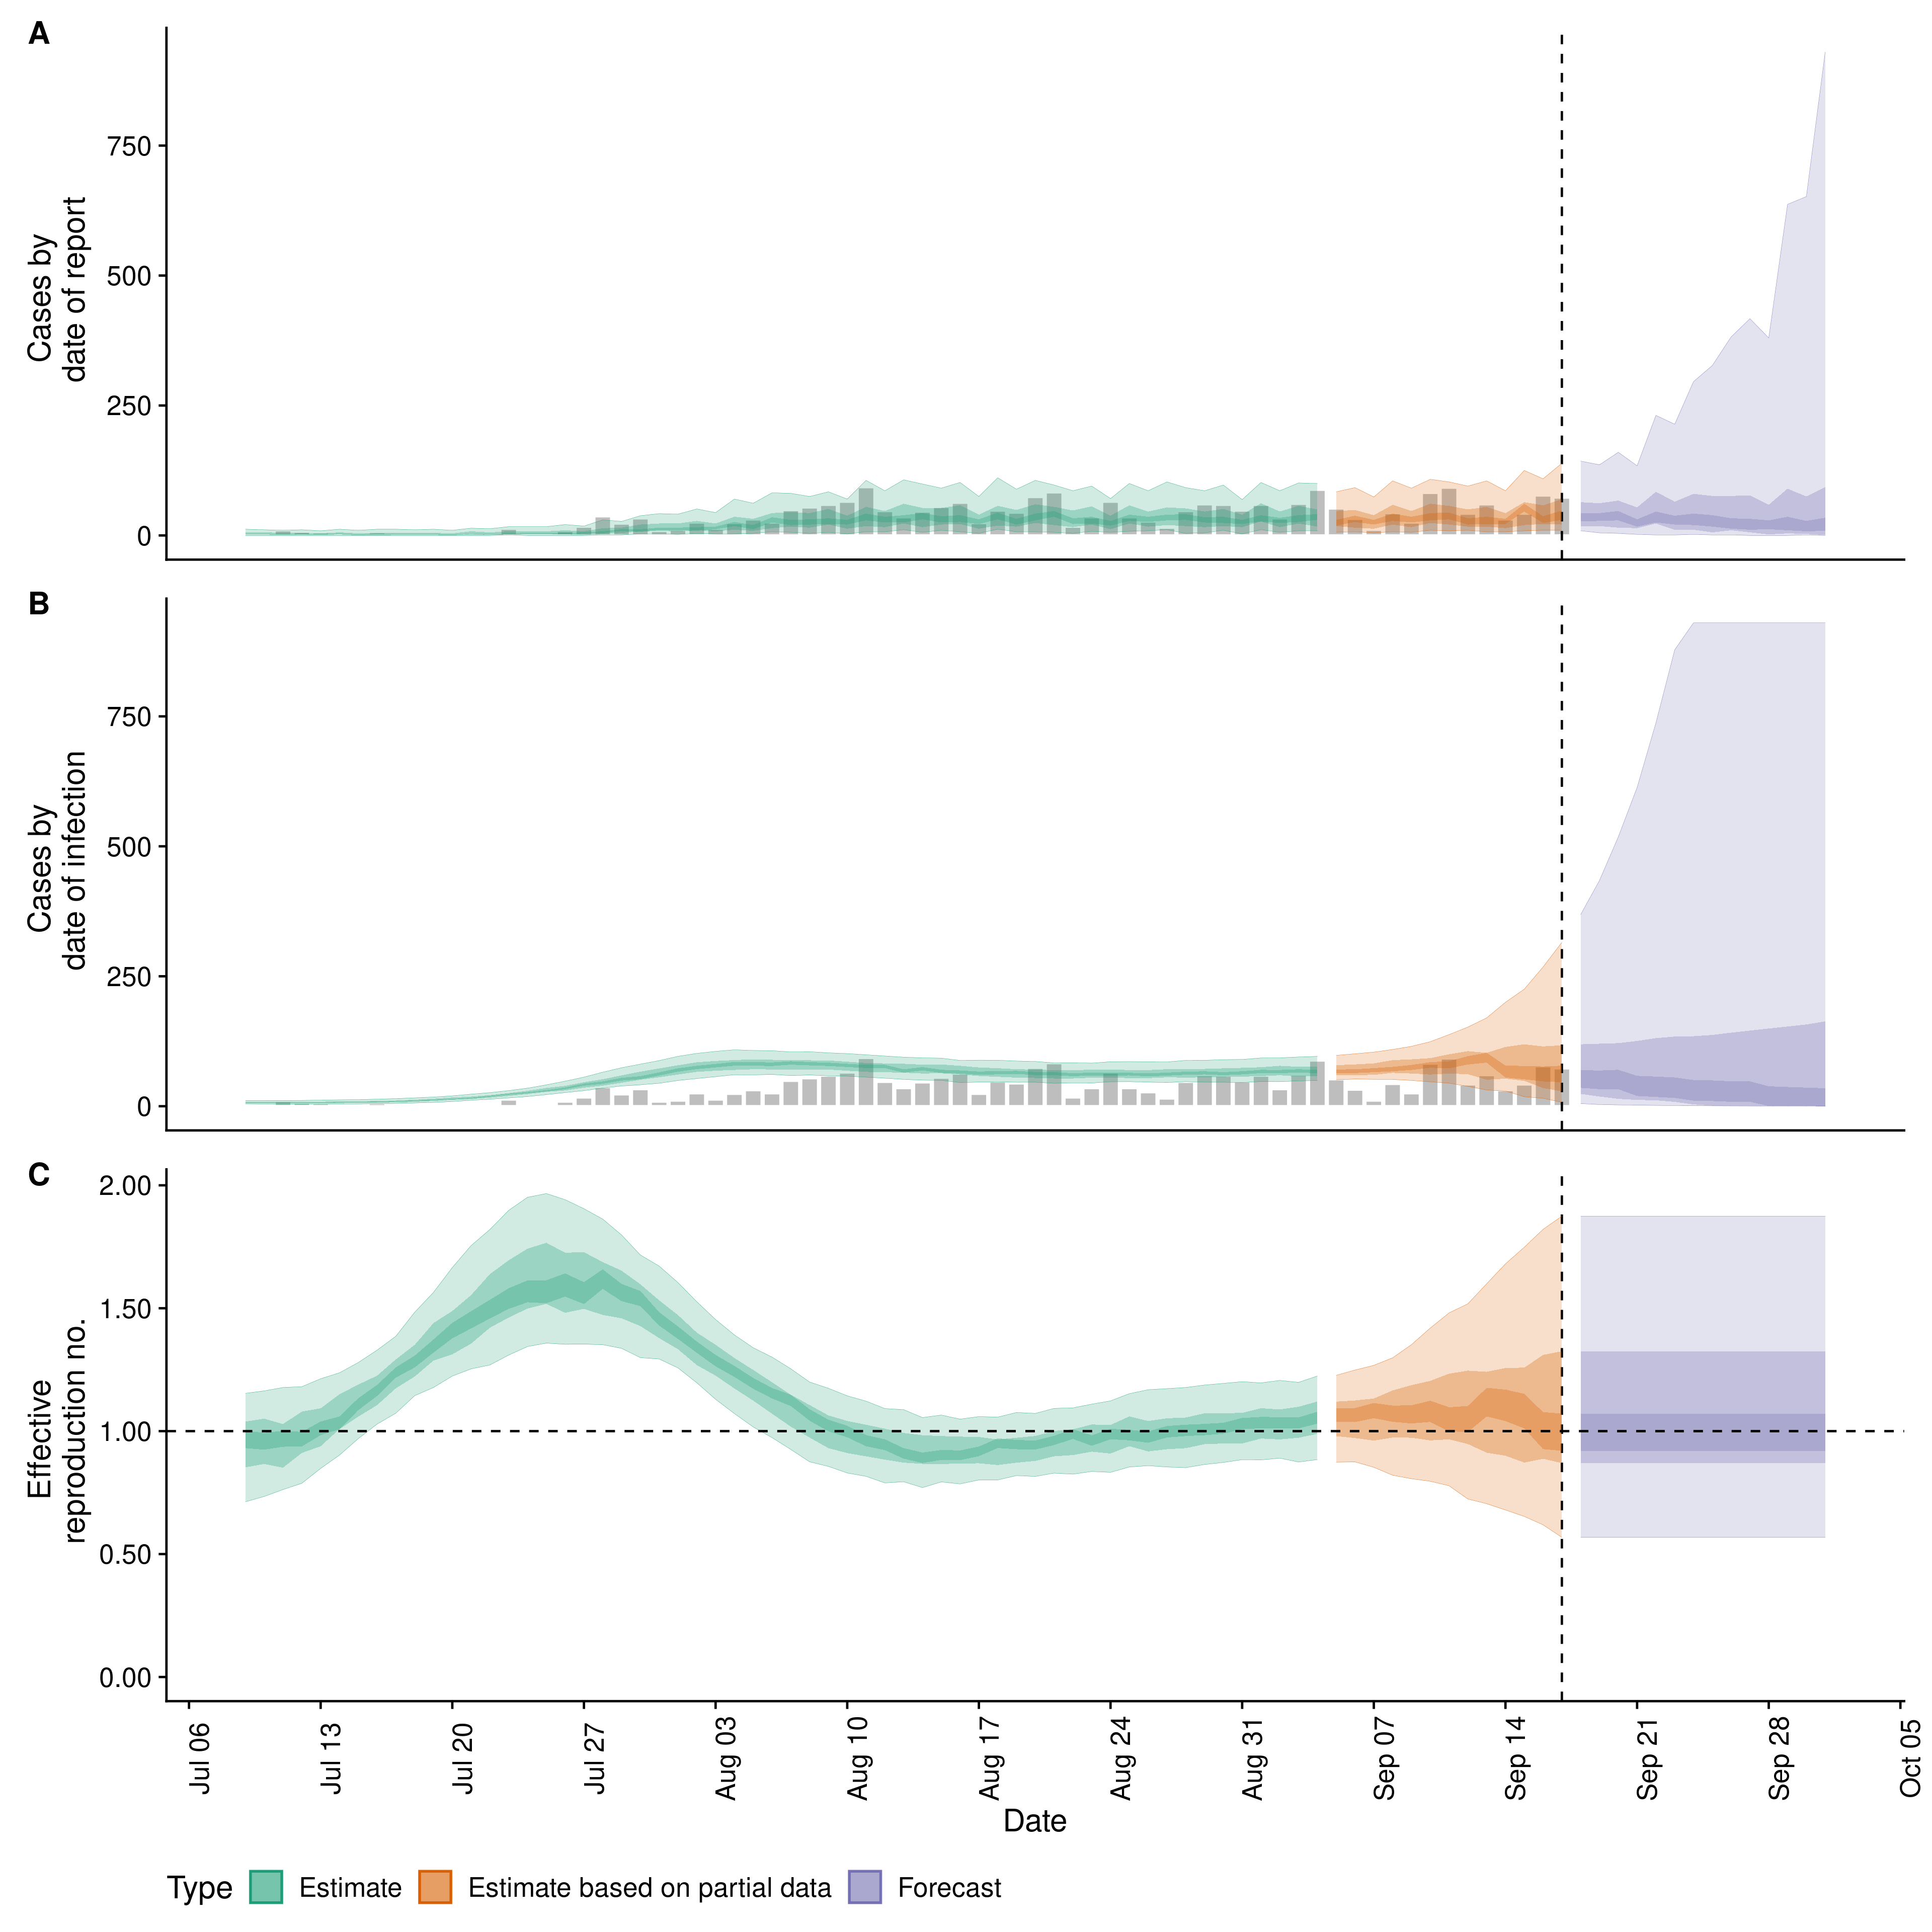 A
Cases by
date of report
750
500
250
0
B
Cases by
date of infection
750
500
250
0
C
Effective
reproduction no.
2.00
1.50
1.00
0.50
0.00
Jul 06
Jul 13
Jul 20
Jul 27
Aug 03
Aug 10
Aug 17
Aug 24
Aug 31
Sep 07
Sep 14
Sep 21
Sep 28
Oct 05
Date
Type Estimate Estimate based on partial data Forecast